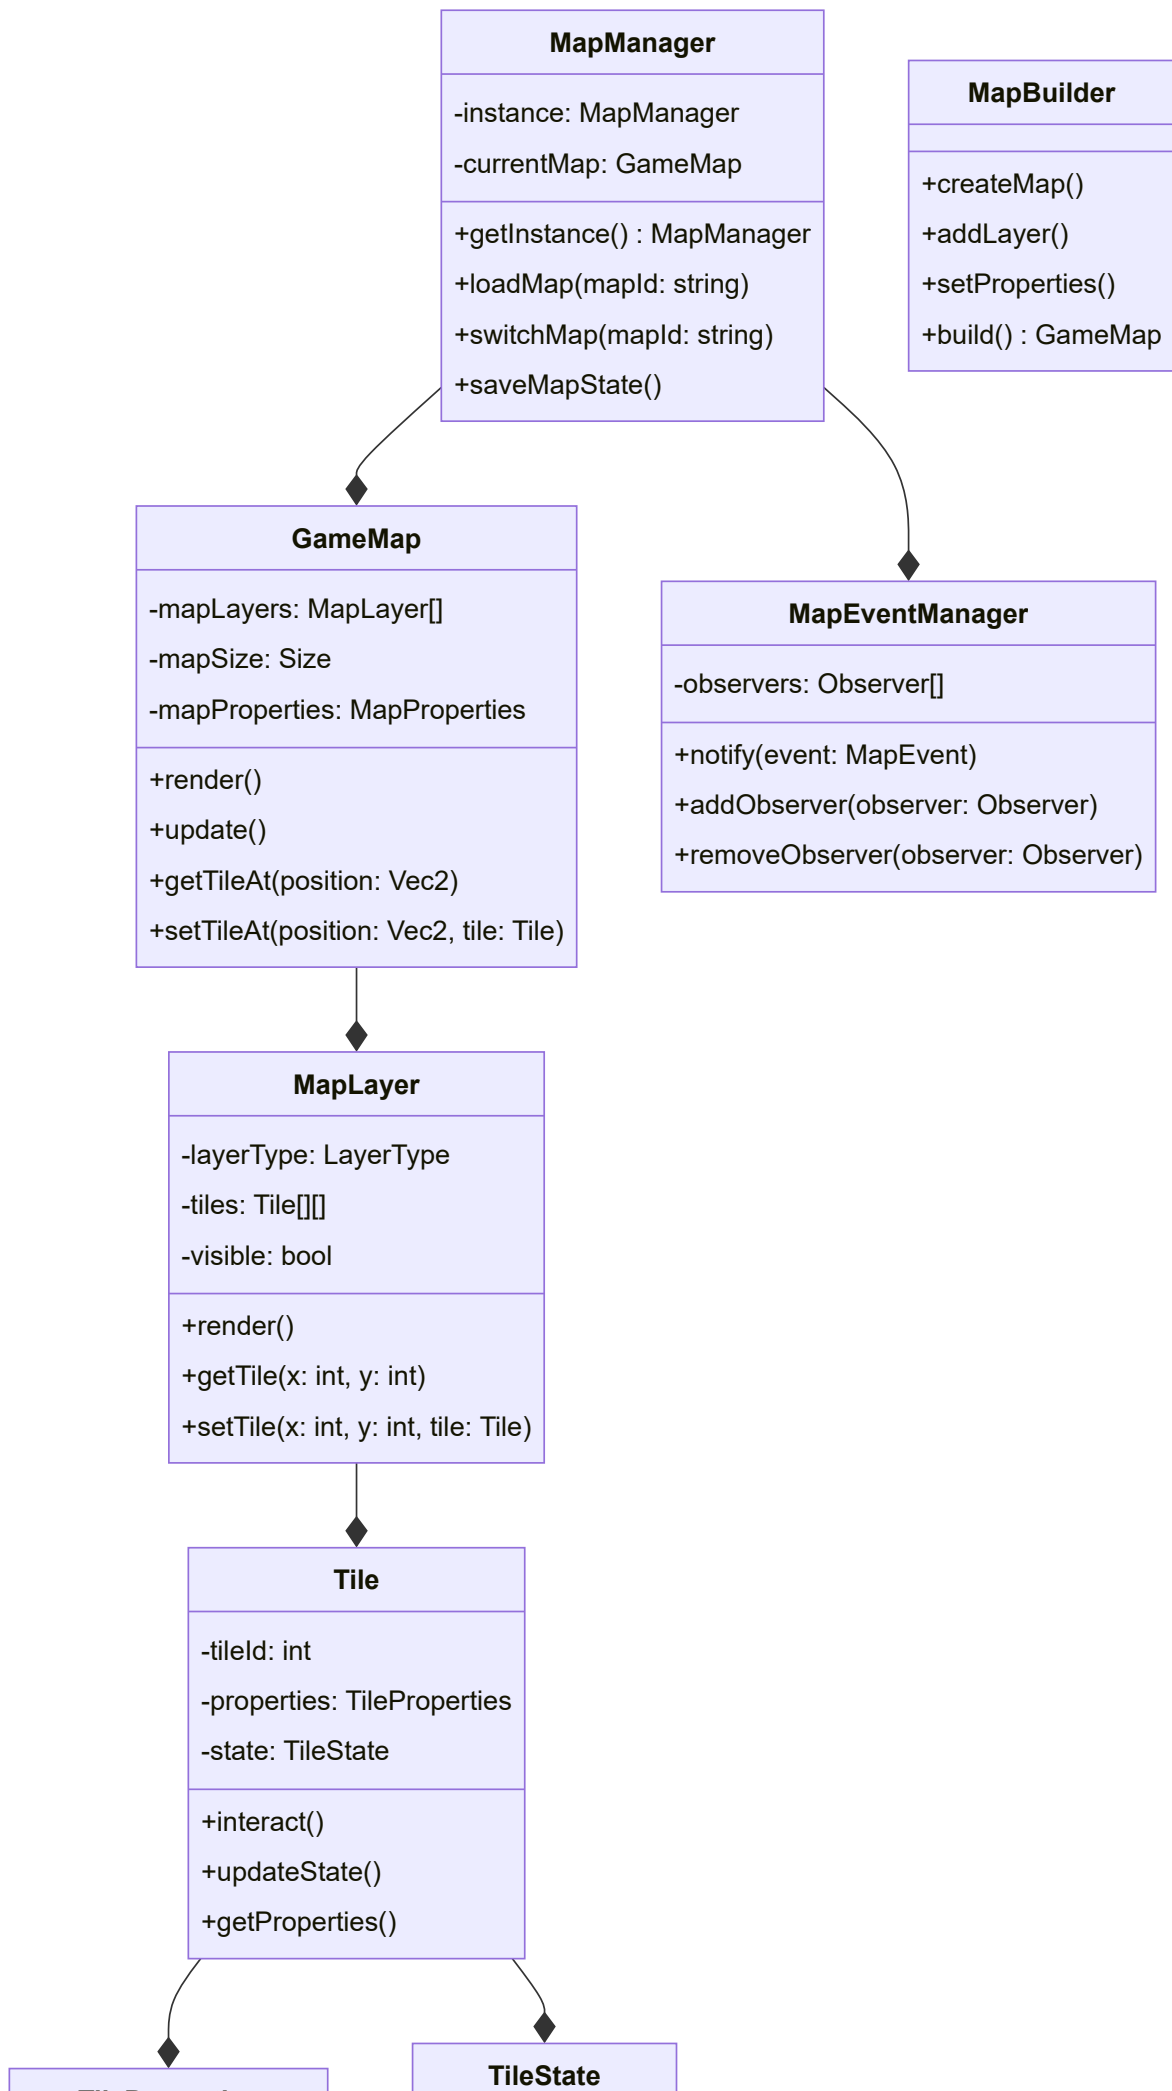 MapManager
-instance: MapManager
-currentMap: GameMap
+getInstance() : MapManager
+loadMap(mapId: string)
+switchMap(mapId: string)
+saveMapState()
MapBuilder
+createMap()
+addLayer()
+setProperties()
+build() : GameMap
GameMap
-mapLayers: MapLayer[]
-mapSize: Size
-mapProperties: MapProperties
+render()
+update()
+getTileAt(position: Vec2)
+setTileAt(position: Vec2, tile: Tile)
MapEventManager
-observers: Observer[]
+notify(event: MapEvent)
+addObserver(observer: Observer)
+removeObserver(observer: Observer)
MapLayer
-layerType: LayerType
-tiles: Tile[][]
-visible: bool
+render()
+getTile(x: int, y: int)
+setTile(x: int, y: int, tile: Tile)
Tile
-tileId: int
-properties: TileProperties
-state: TileState
+interact()
+updateState()
+getProperties()
TileState